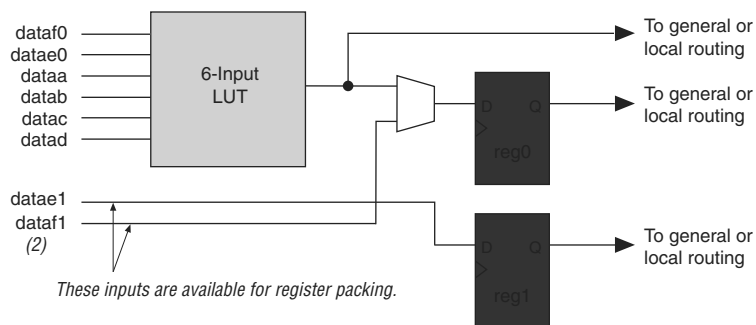 dataf0
datae0
dataa
datab
datac
datad
6-Input
LUT
To general or
local routing
D
Q
reg0
To general or
local routing
datae1
dataf1
(2)
D
Q
reg1
To general or
local routing
These inputs are available for register packing.